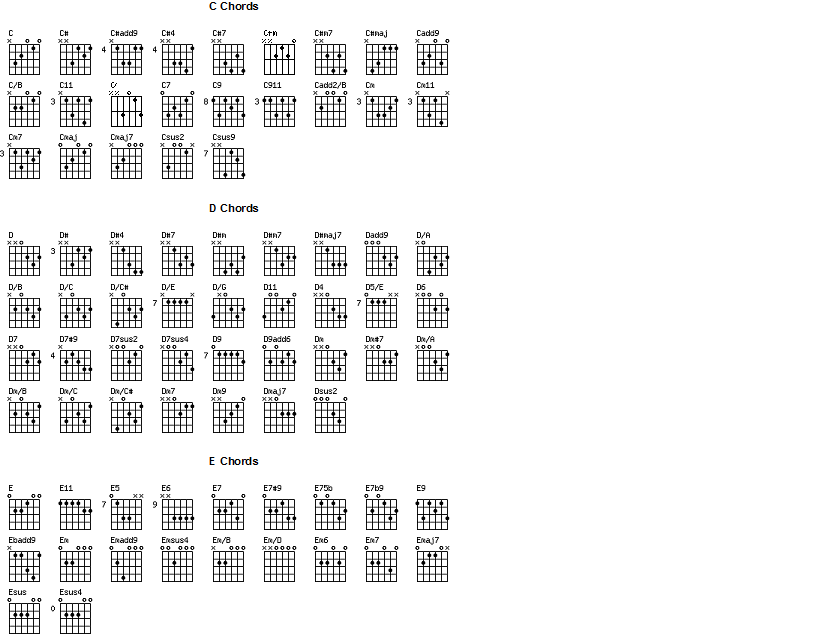 C Chords
C C# C#add9 C#4 C#7 C+m C#m7 C#maj Cadd9
4 4
C/B C11 C/ C7 C9 C911 Cadd2/B Cm Cm11
3 8 3 3 3
Cm7 Cmaj Cmaj7 Csus2 Csus9
3 7
D Chords
D D# D#4 D#7 D#m D#m7 D#maj7 Dadd9 D/A
3
D/B D/C D/C# D/E D/G D11 D4 D5/E D6
7 7
D7 D7#9 D7sus2 D7sus4 D9 D9add6 Dm Dm#7 Dm/A
4 7
Dm/B Dm/C Dm/C# Dm7 Dm9 Dmaj7 Dsus2
E Chords
E E11 E5 E6 E7 E7#9 E75b E7b9 E9
7 9
Ebadd9 Em Emadd9 Emsus4 Em/B Em/D Em6 Em7 Emaj7
Esus Esus4
0